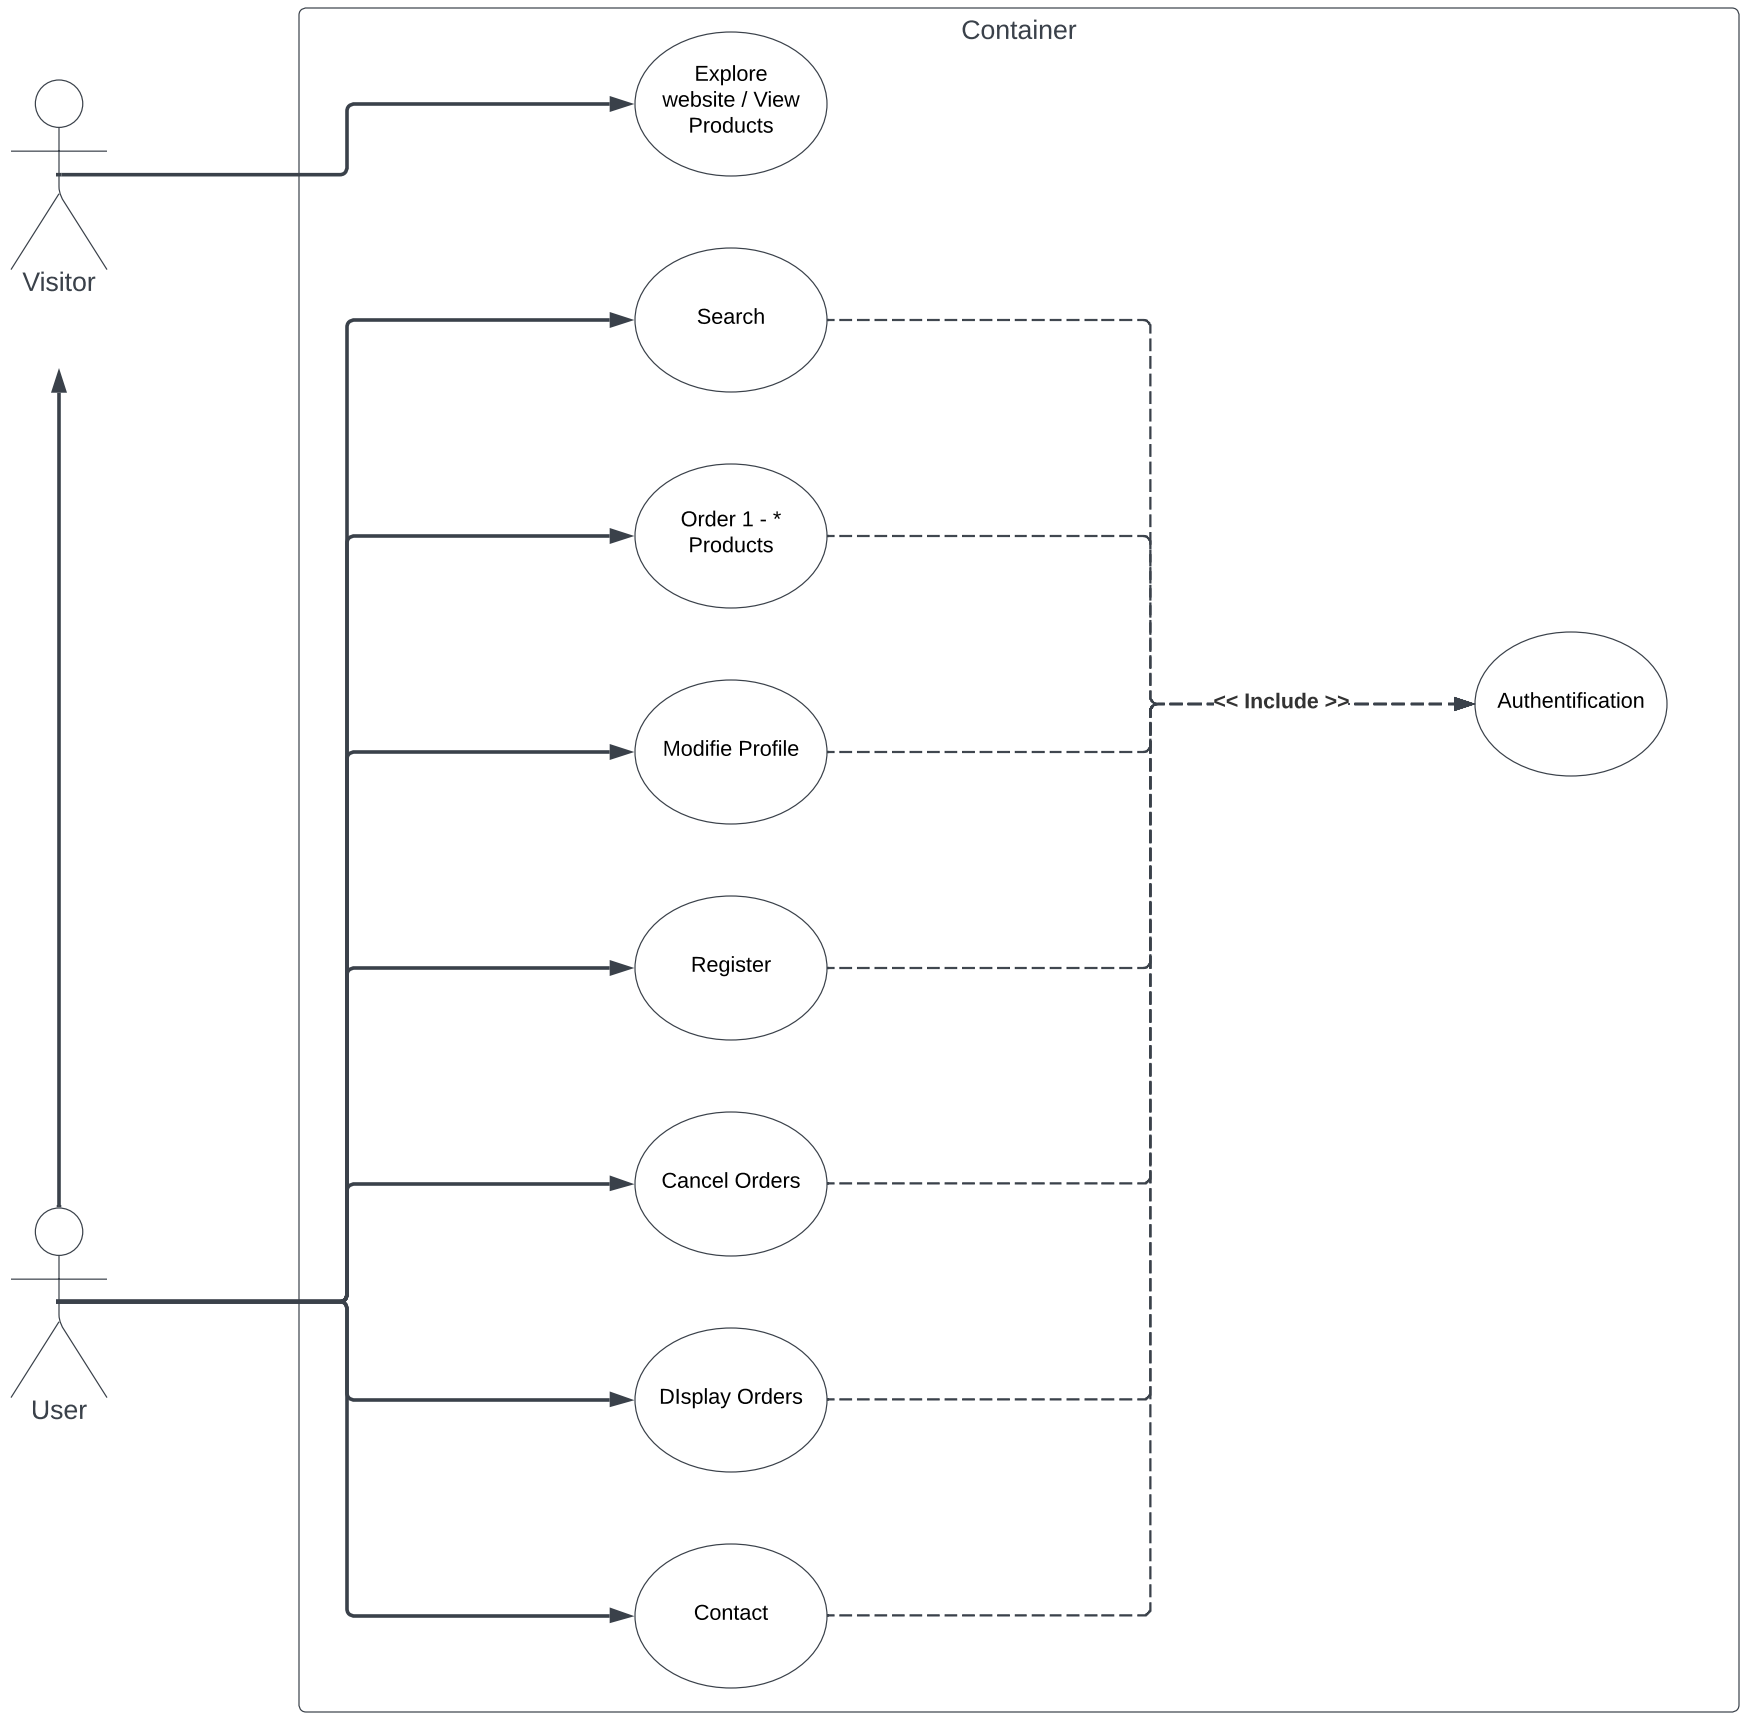 Container
Explore
website / View
Products
Visitor
Search
Order 1 - *
Products
<< Include >>
Authentification
Modifie Profile
Register
Cancel Orders
DIsplay Orders
User
Contact